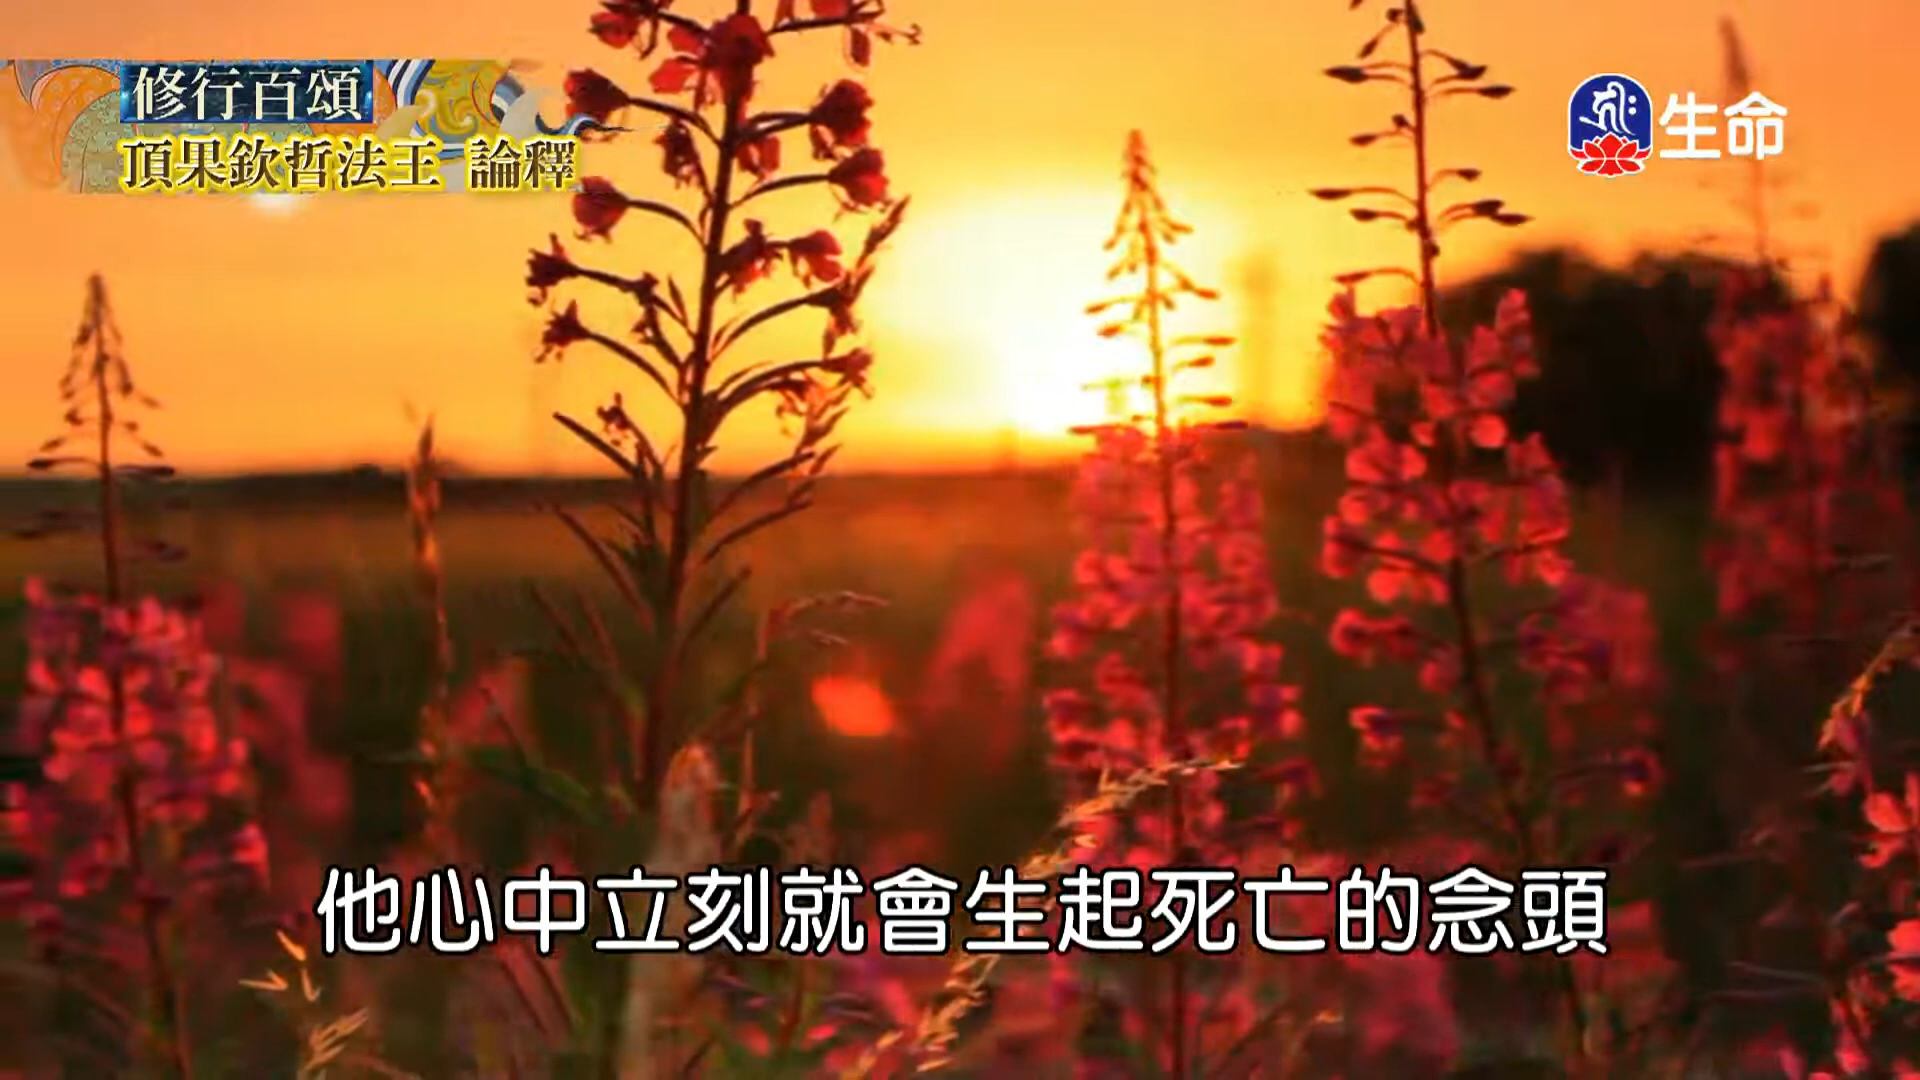 修行百頌
頂果欽哲法王 論釋
生命
他心中立刻就會生起死亡的念頭